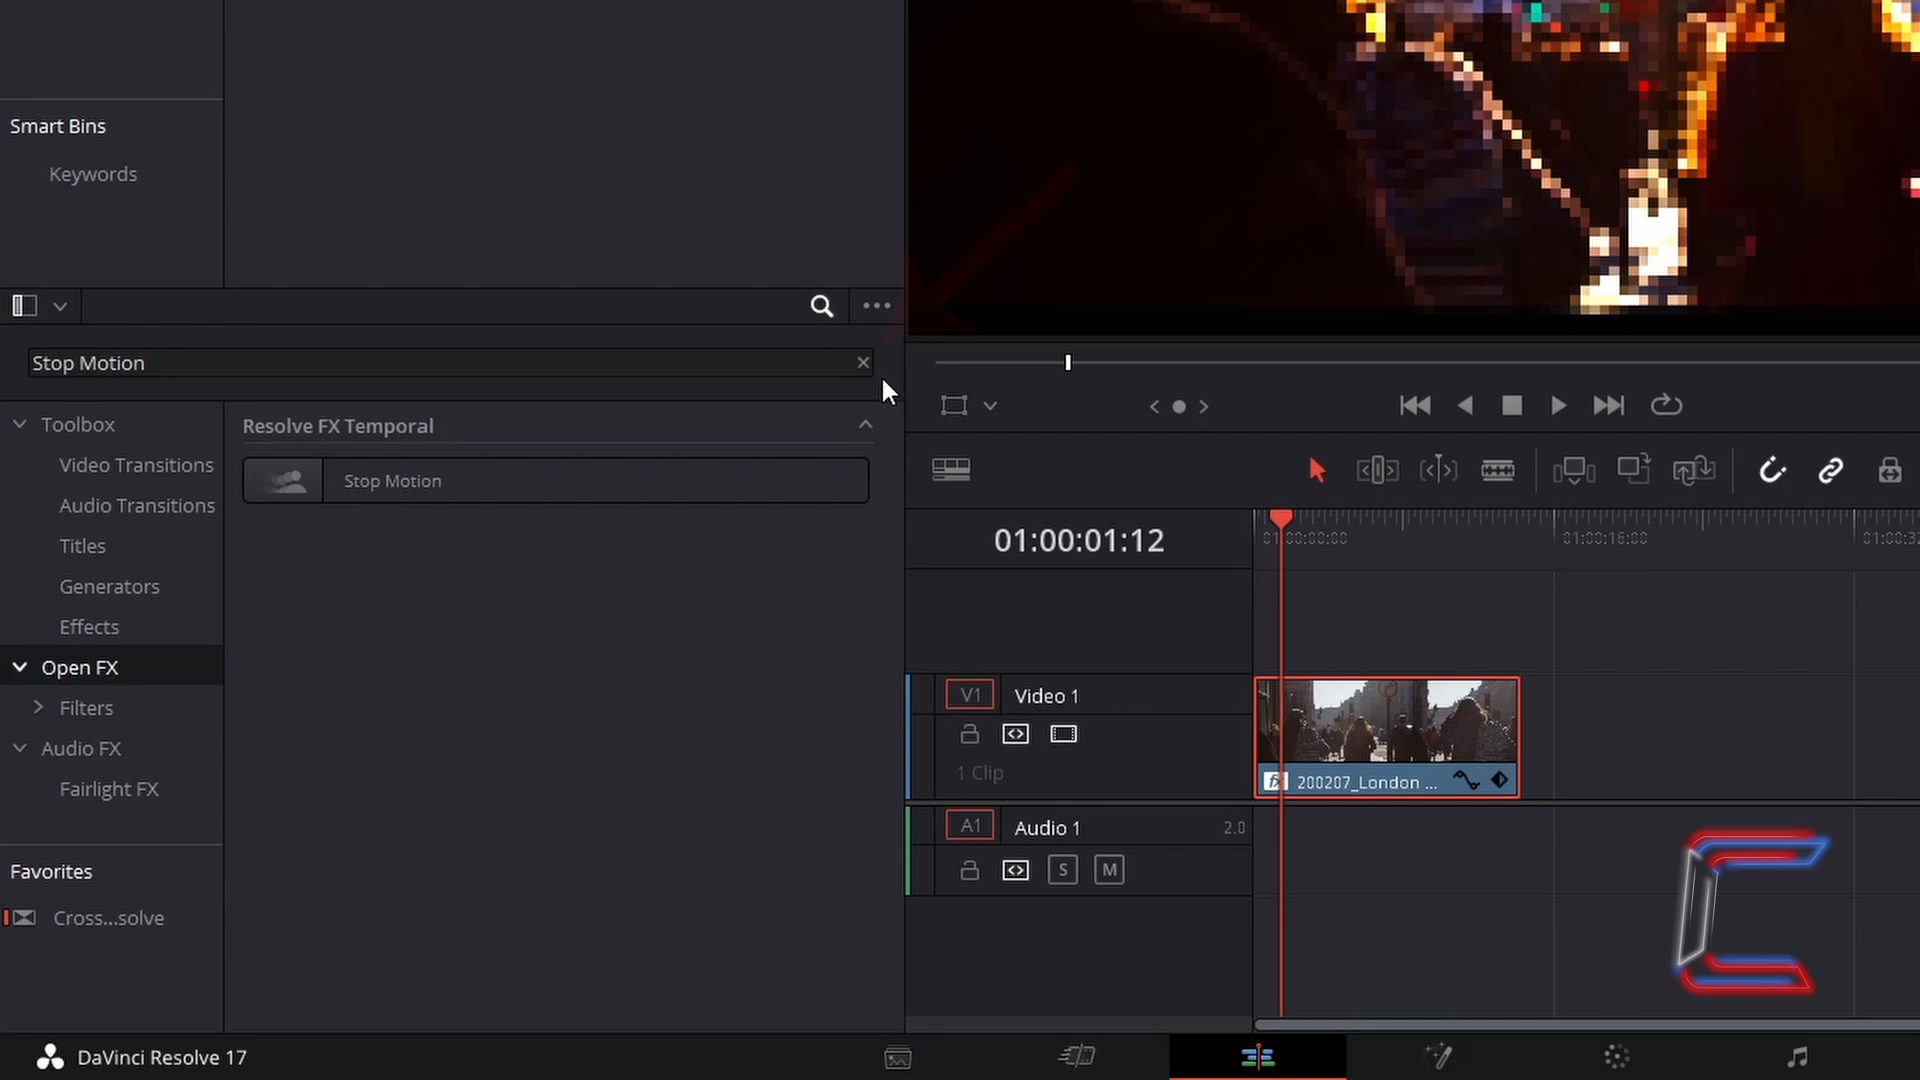 Smart Bins
Keywords
Stop Motion
Toolbox
Video Transitions
Audio Transitions
Titles
Generators
Effects
Open FX
Filters
Audio FX
Fairlight FX
Favorites
Cross...solve
Resolve FX Temporal
Stop Motion
01:00:01:12
01:00:00:00
01:00:16:00
01:00:32
V1
Video 1
1 Clip
fx
200207_London ...
A1
Audio 1
2.0
S
M
DaVinci Resolve 17